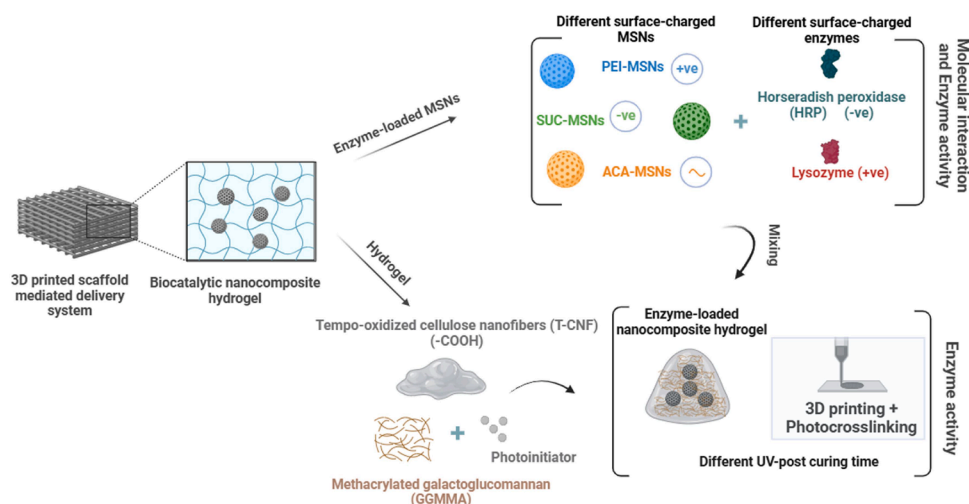 3D printed scaffold
mediated delivery
system
Biocatalytic nanocomposite
hydrogel
Enzyme-loaded MSNs
Hydrogel
Different surface-charged
MSNs
PEI-MSNs
+ve
SUC-MSNs
-ve
ACA-MSNs
~
+
Different surface-charged
enzymes
Horseradish peroxidase
(HRP) (-ve)
Lysozyme (+ve)
Molecular interaction
and Enzyme activity
Mixing
Tempo-oxidized cellulose nanofibers (T-CNF)
(-COOH)
+
Photoinitiator
Methacrylated galactoglucomannan
(GGMMA)
Enzyme-loaded
nanocomposite hydrogel
3D printing +
Photocrosslinking
Different UV-post curing time
Enzyme activity